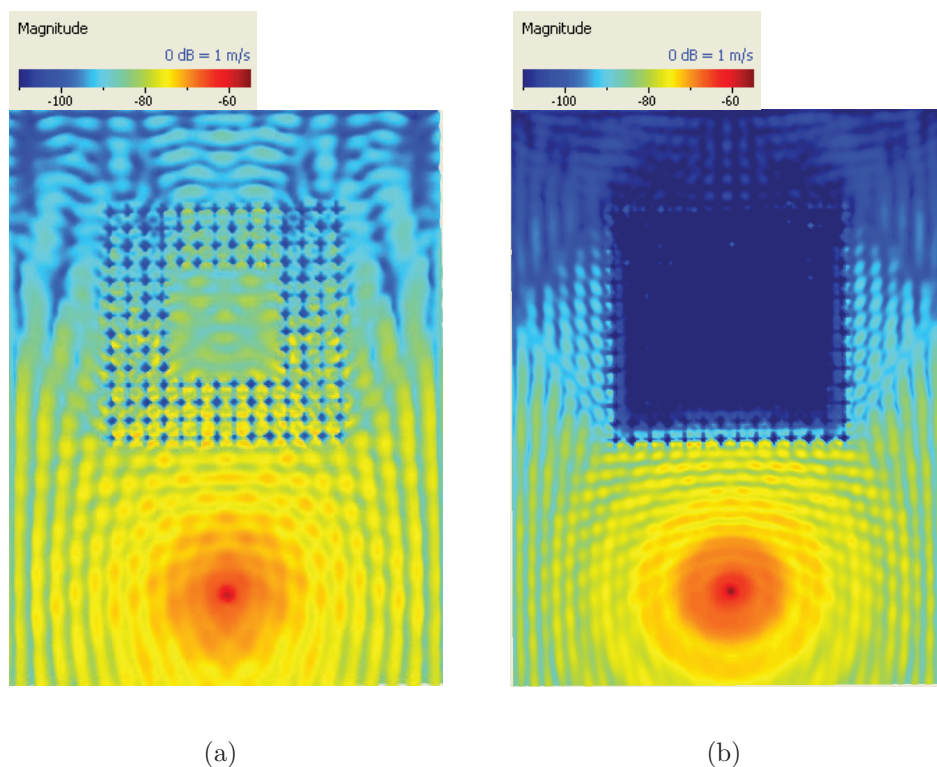 Magnitude
0 dB = 1 m/s
-100 -80 -60
Magnitude
0 dB = 1 m/s
-100 -80 -60
(a)
(b)